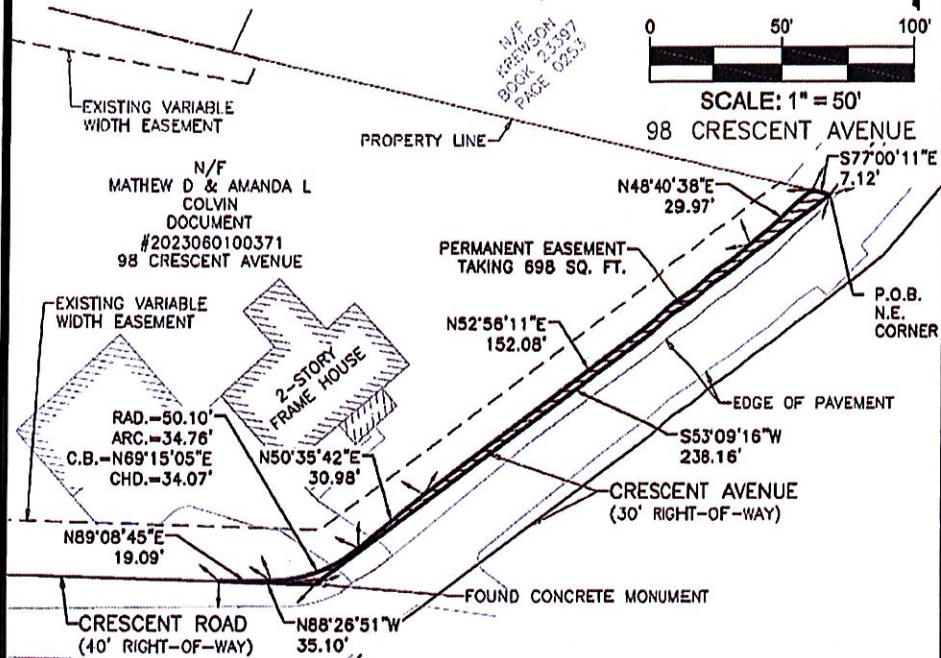 0 50' 100'
SCALE: 1" = 50'
98 CRESCENT AVENUE
N/F
KREWSON
BOOK 23397
PAGE 0253
EXISTING VARIABLE
WIDTH EASEMENT
PROPERTY LINE
S77°00'11"E
7.12'
N48°40'38"E
29.97'
N/F
MATHEW D & AMANDA L
COLVIN
DOCUMENT
#2023060100371
98 CRESCENT AVENUE
PERMANENT EASEMENT
TAKING 698 SQ. FT.
P.O.B.
N.E.
CORNER
EXISTING VARIABLE
WIDTH EASEMENT
N52°56'11"E
152.08'
2-STORY
FRAME HOUSE
EDGE OF PAVEMENT
RAD.=50.10'
ARC.=34.76'
C.B.=N69°15'05"E
CHD.=34.07'
N50°35'42"E
30.98'
S53°09'16"W
238.16'
CRESCENT AVENUE
(30' RIGHT-OF-WAY)
N89°08'45"E
19.09'
FOUND CONCRETE MONUMENT
CRESCENT ROAD
(40' RIGHT-OF-WAY)
N88°26'51"W
35.10'